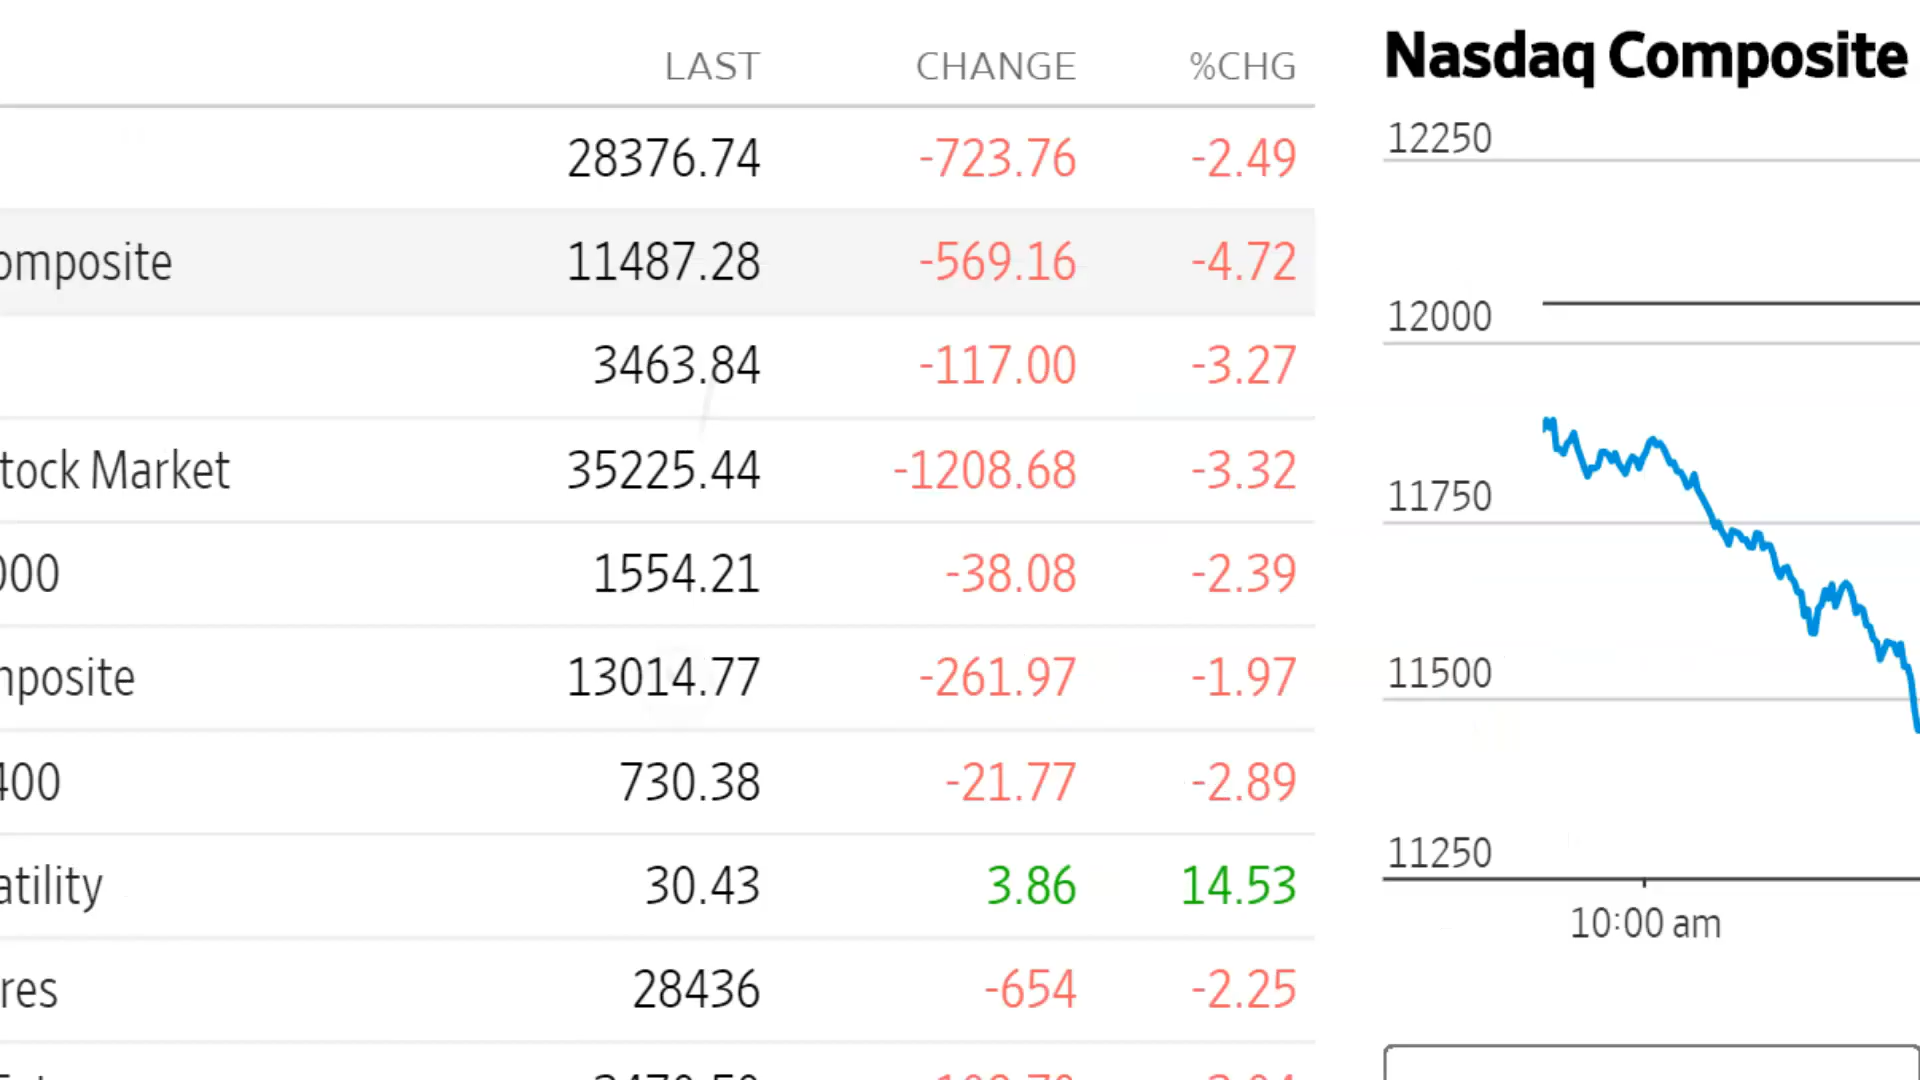 LAST CHANGE %CHG
28376.74 -723.76 -2.49
omposite 11487.28 -569.16 -4.72
3463.84 -117.00 -3.27
tock Market 35225.44 -1208.68 -3.32
000 1554.21 -38.08 -2.39
mposite 13014.77 -261.97 -1.97
400 730.38 -21.77 -2.89
atility 30.43 3.86 14.53
res 28436 -654 -2.25
Nasdaq Composite
12250
12000
11750
11500
11250
10:00 am